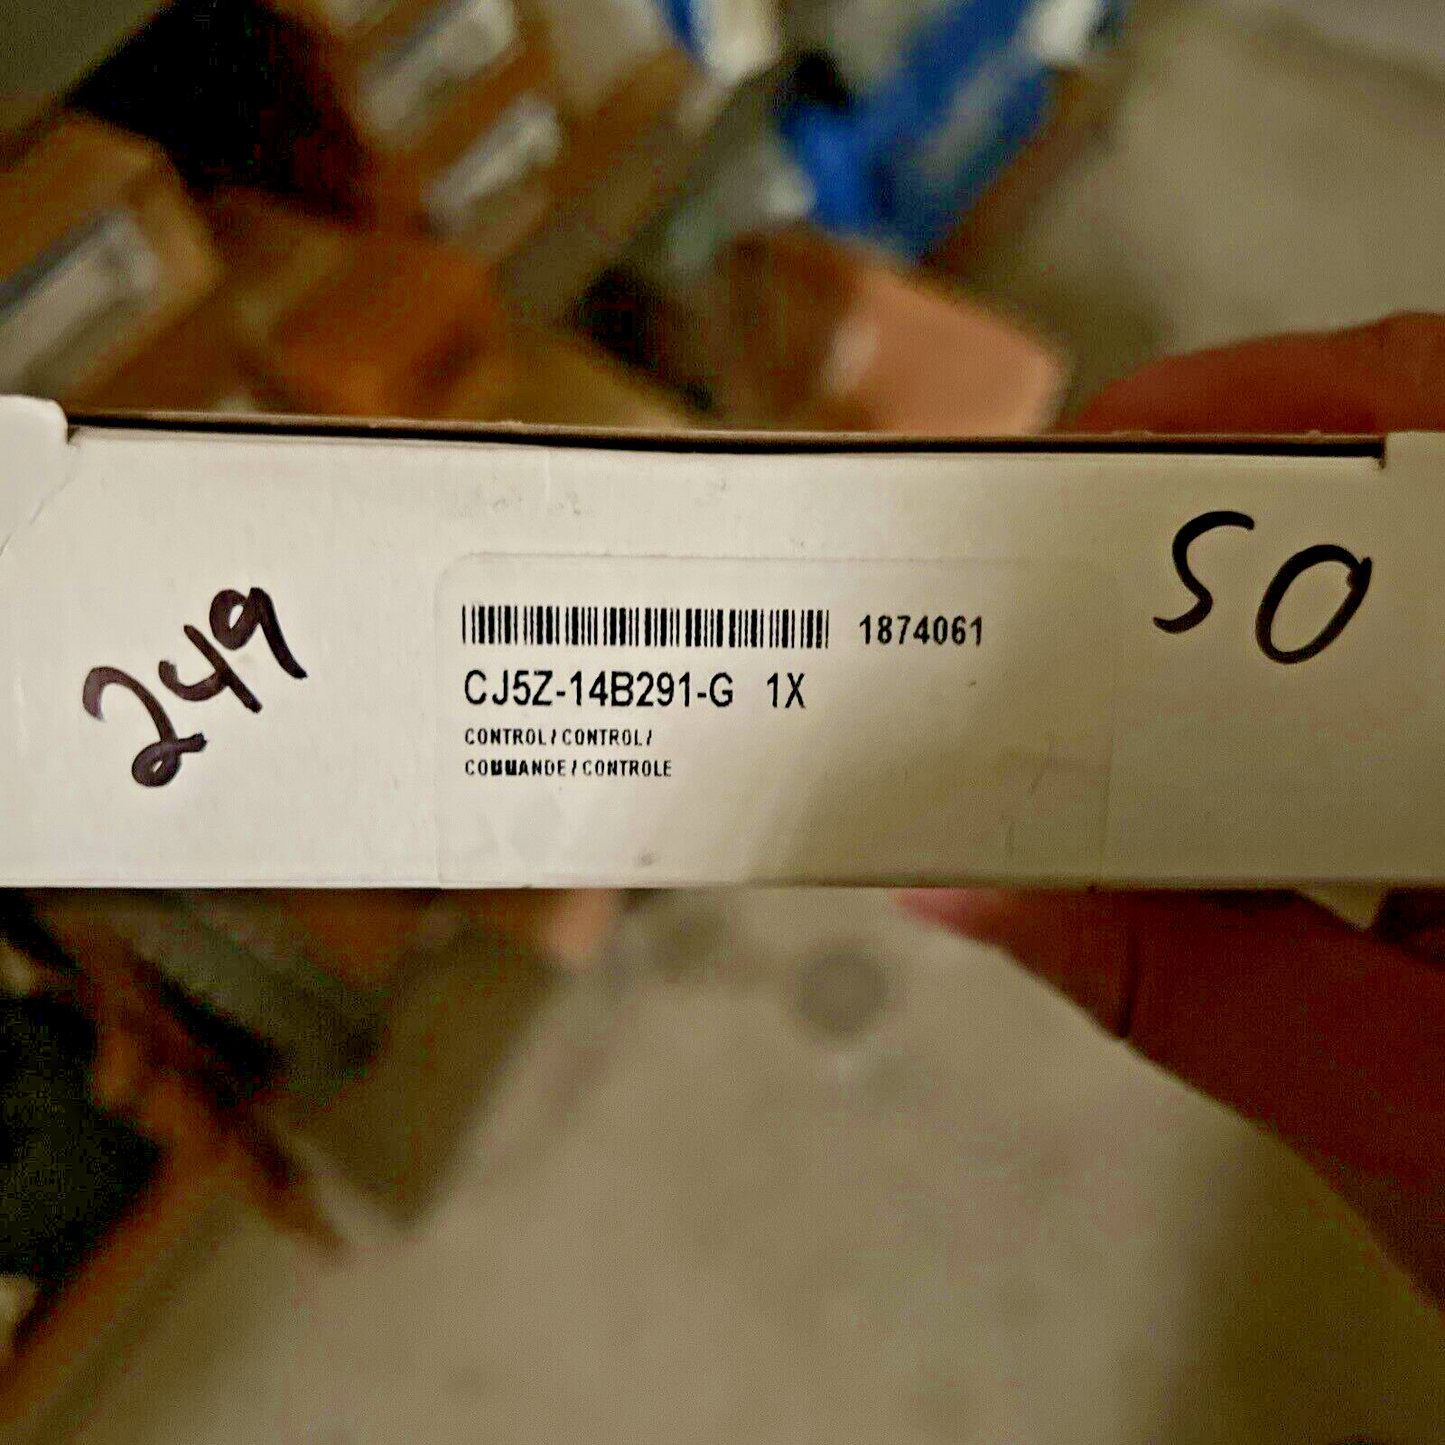 249
1874061
CJ5Z-14B291-G 1X
CONTROL/CONTROL/
COMMANDE/CONTROLE
50